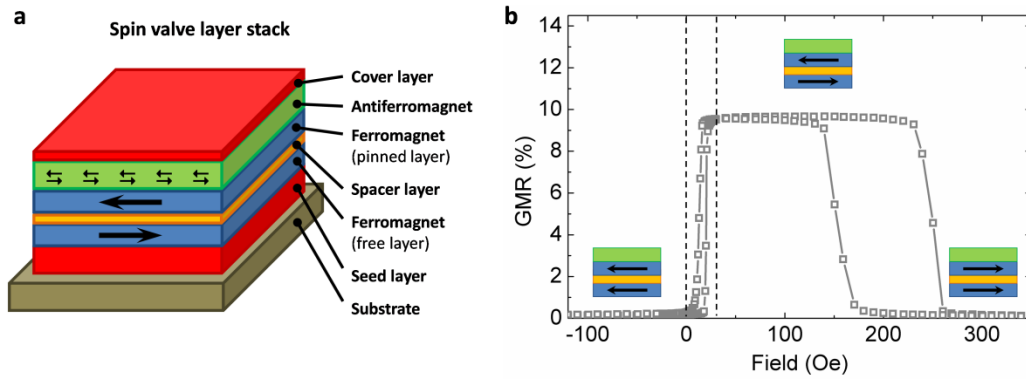 a
Spin valve layer stack
Cover layer
Antiferromagnet
Ferromagnet
(pinned layer)
Spacer layer
Ferromagnet
(free layer)
Seed layer
Substrate
b
14
12
10
8
6
4
2
0
GMR (%)
-100 0 100 200 300
Field (Oe)